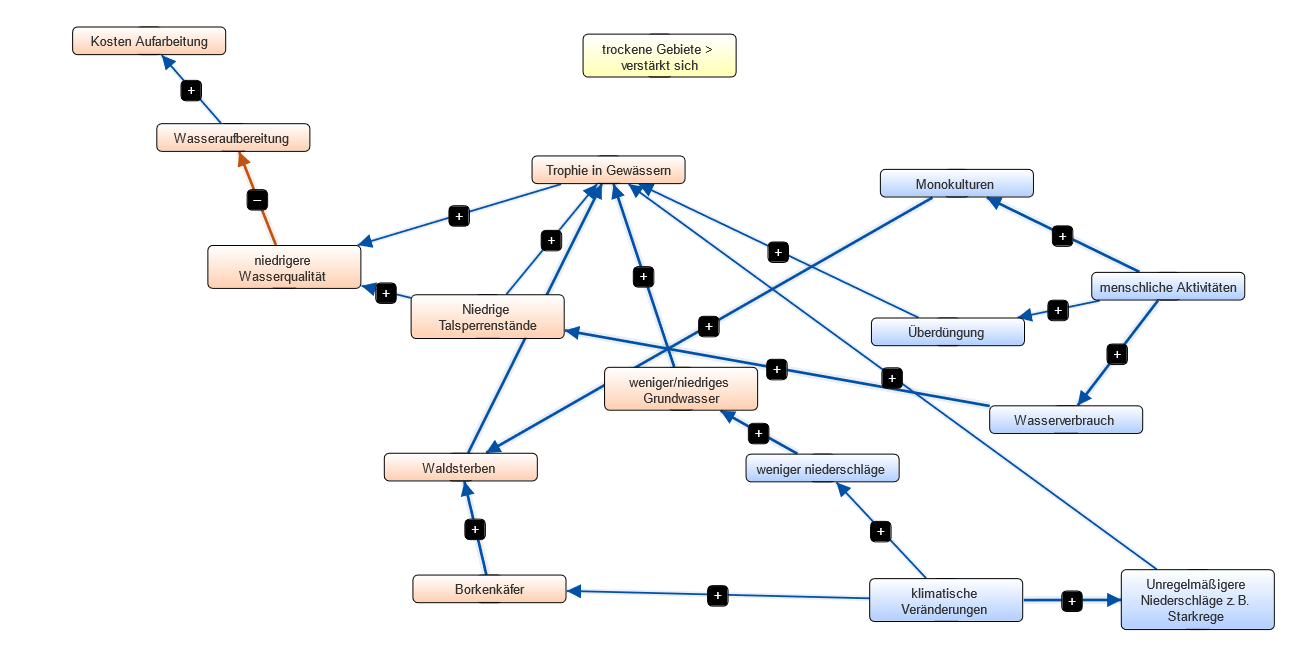 Kosten Aufarbeitung
trockene Gebiete >
verstärkt sich
+
Wasseraufbereitung
Trophie in Gewässern
Monokulturen
–
+
+
+
+
+
niedrigere
Wasserqualität
+
menschliche Aktivitäten
+
Niedrige
Talsperrenstände
+
+
Überdüngung
+
+
+
weniger/niedriges
Grundwasser
Wasserverbrauch
+
Waldsterben
weniger niederschläge
+
+
Borkenkäfer
+
klimatische
Veränderungen
+
Unregelmäßigere
Niederschläge z. B.
Starkrege